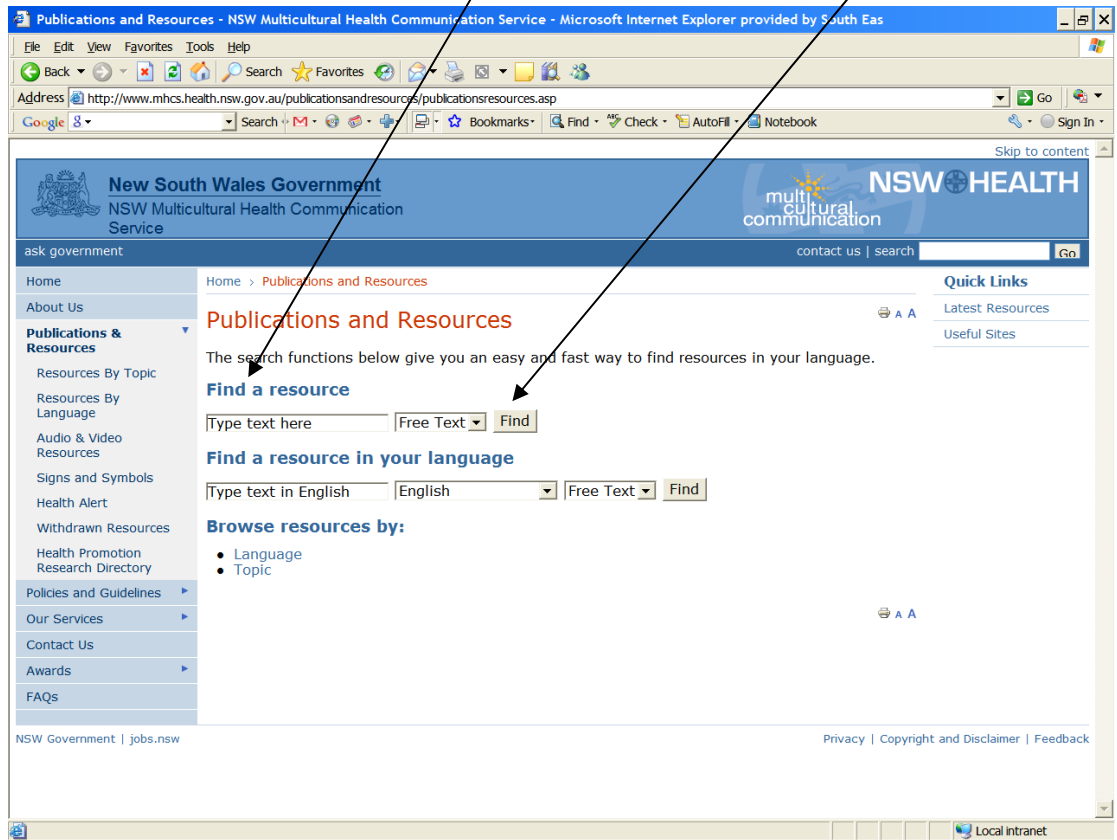 Publications and Resources - NSW Multicultural Health Communication Service - Microsoft Internet Explorer provided by South Eas
File Edit View Favorites Tools Help
Back Search Favorites
Address http://www.mhcs.health.nsw.gov.au/publicationsandresources/publicationsresources.asp Go
Google Search Bookmarks Find Check AutoFill Notebook Sign In
Skip to content
New South Wales Government
NSW Multicultural Health Communication
Service
multi
cultural
communication
NSW HEALTH
ask government
contact us | search Go
Home
About Us
Publications &
Resources
Resources By Topic
Resources By
Language
Audio & Video
Resources
Signs and Symbols
Health Alert
Withdrawn Resources
Health Promotion
Research Directory
Policies and Guidelines
Our Services
Contact Us
Awards
FAQs
Home > Publications and Resources
Publications and Resources
A A
The search functions below give you an easy and fast way to find resources in your language.
Find a resource
Type text here Free Text Find
Find a resource in your language
Type text in English English Free Text Find
Browse resources by:
• Language
• Topic
A A
Quick Links
Latest Resources
Useful Sites
NSW Government | jobs.nsw
Privacy | Copyright and Disclaimer | Feedback
Local intranet